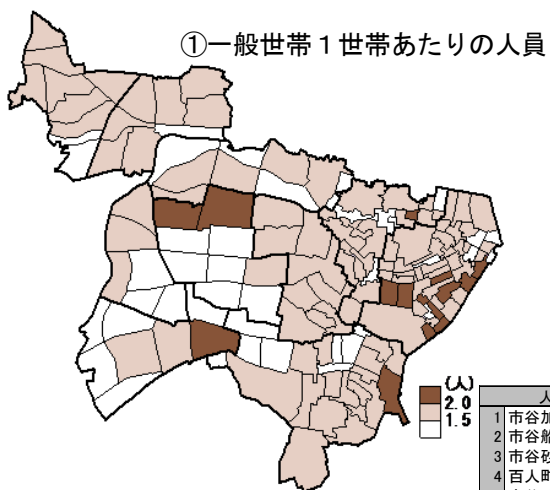 ①一般世帯１世帯あたりの人員
(人)
2.0
1.5
人
1 市谷加
2 市谷船
3 市谷砂
4 百人町